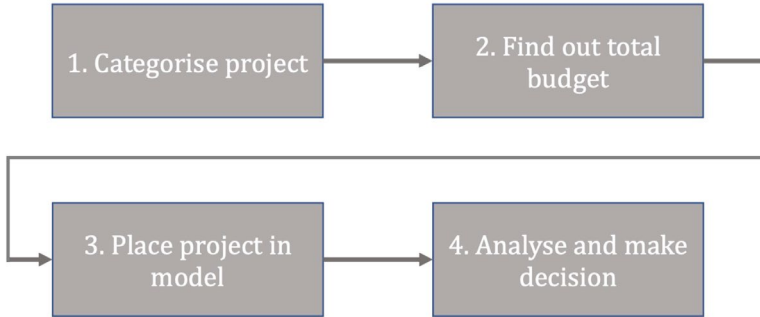 1. Categorise project
2. Find out total
budget
3. Place project in
model
4. Analyse and make
decision